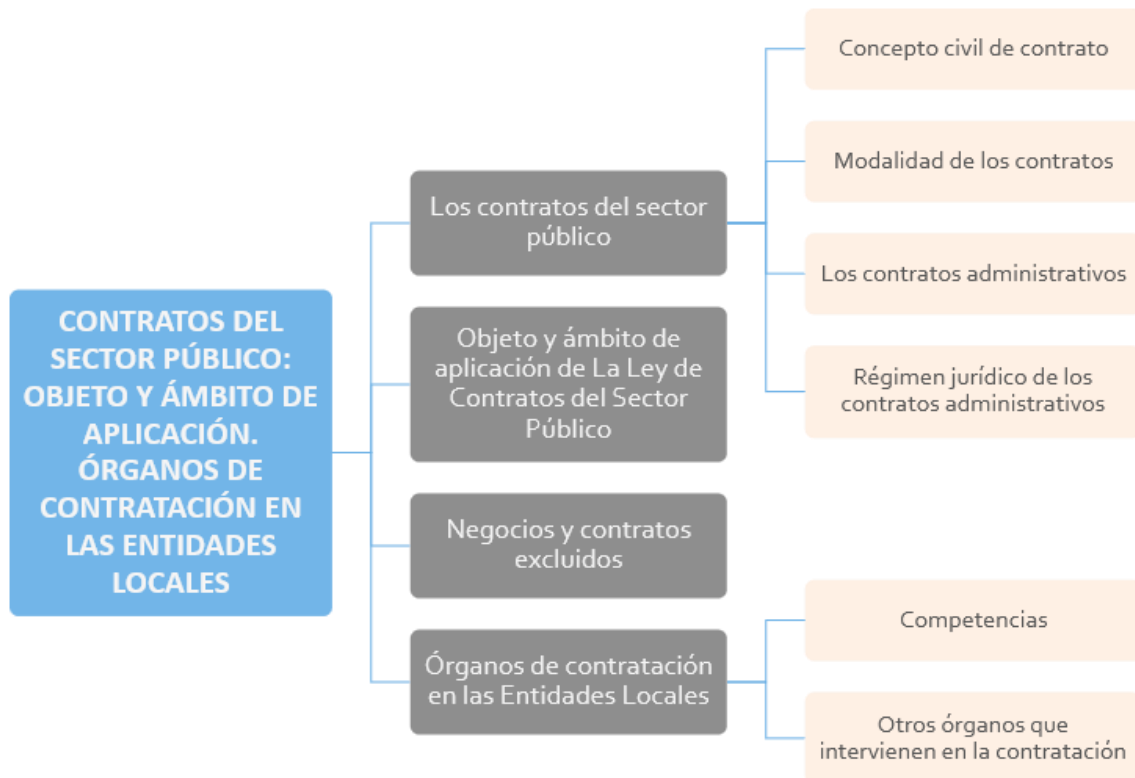 CONTRATOS DEL
SECTOR PÚBLICO:
OBJETO Y ÁMBITO DE
APLICACIÓN.
ÓRGANOS DE
CONTRATACIÓN EN
LAS ENTIDADES
LOCALES
Los contratos del sector
público
Concepto civil de contrato
Modalidad de los contratos
Los contratos administrativos
Régimen jurídico de los
contratos administrativos
Objeto y ámbito de
aplicación de La Ley de
Contratos del Sector
Público
Negocios y contratos
excluidos
Órganos de contratación
en las Entidades Locales
Competencias
Otros órganos que
intervienen en la contratación